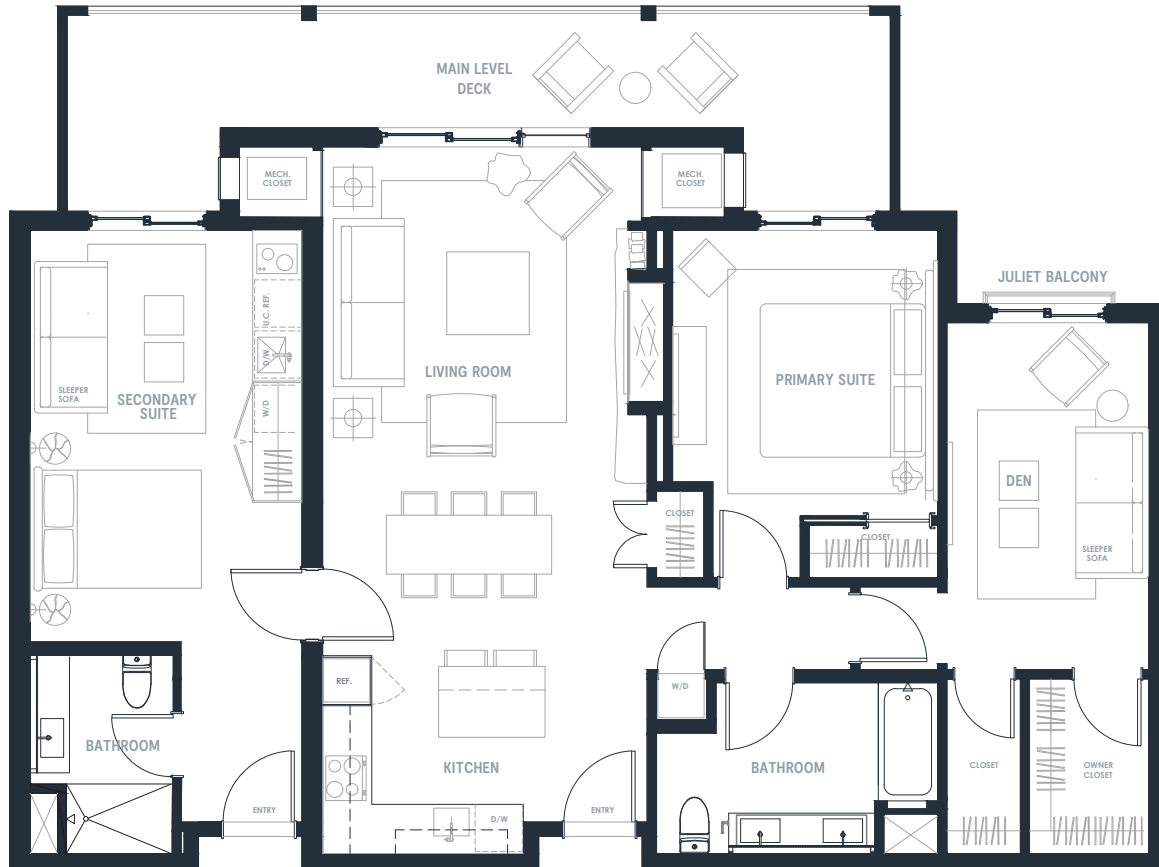 MAIN LEVEL
DECK
MECH.
CLOSET
MECH.
CLOSET
JULIET BALCONY
U.C. REF.
D/W
W/D
SLEEPER
SOFA
SECONDARY
SUITE
LIVING ROOM
PRIMARY SUITE
DEN
SLEEPER
SOFA
CLOSET
CLOSET
REF.
W/D
BATHROOM
KITCHEN
BATHROOM
CLOSET
OWNER
CLOSET
ENTRY
D/W
ENTRY